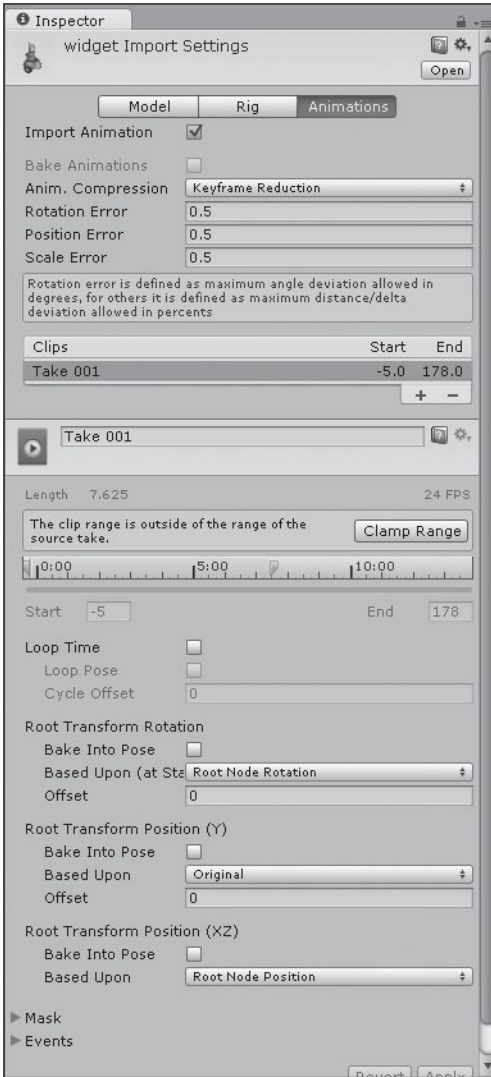 Inspector
widget Import Settings
Open
Model Rig Animations
Import Animation
Bake Animations
Anim. Compression Keyframe Reduction
Rotation Error 0.5
Position Error 0.5
Scale Error 0.5
Rotation error is defined as maximum angle deviation allowed in
degrees, for others it is defined as maximum distance/delta
deviation allowed in percents
Clips Start End
Take 001 -5.0 178.0
+ −
Take 001
Length 7.625 24 FPS
The clip range is outside of the range of the
source take.
Clamp Range
0:00 5:00 10:00
Start -5 End 178
Loop Time
Loop Pose
Cycle Offset 0
Root Transform Rotation
Bake Into Pose
Based Upon (at Sta Root Node Rotation
Offset 0
Root Transform Position (Y)
Bake Into Pose
Based Upon Original
Offset 0
Root Transform Position (XZ)
Bake Into Pose
Based Upon Root Node Position
Mask
Events
Revert Apply